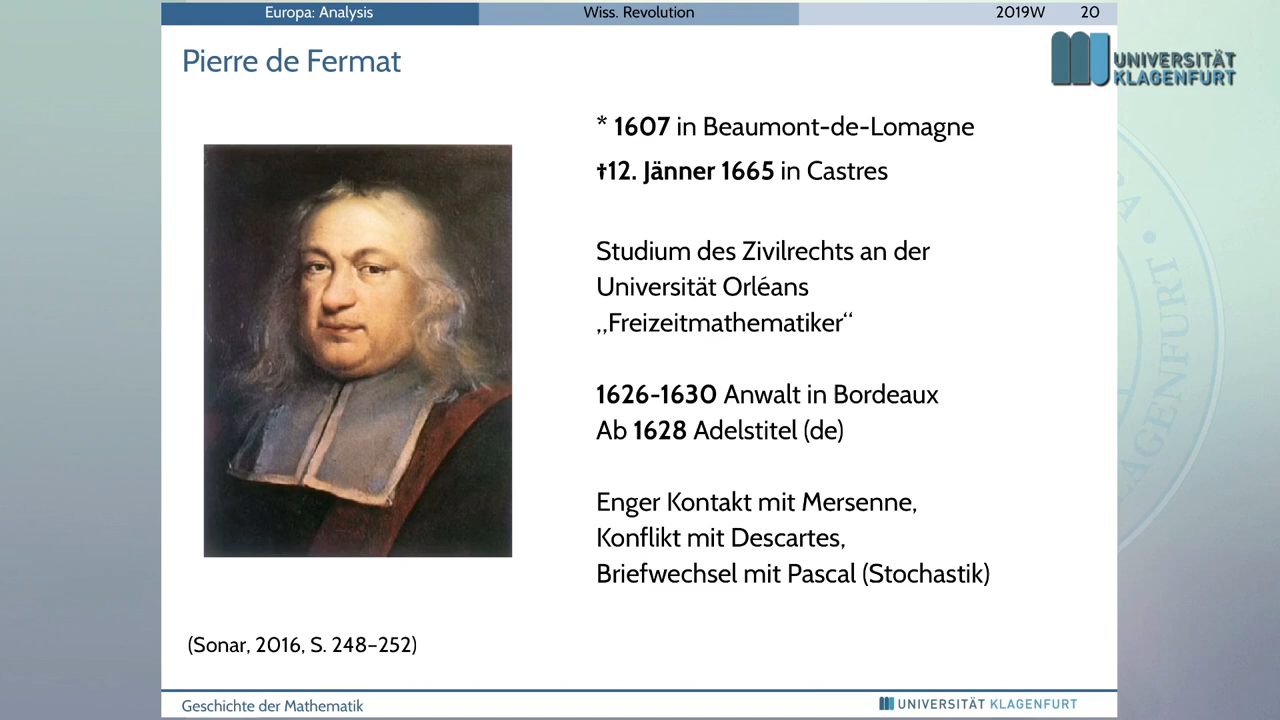 Europa: Analysis
Wiss. Revolution
2019W 20
Pierre de Fermat
UNIVERSITÄT
KLAGENFURT
* 1607 in Beaumont-de-Lomagne
†12. Jänner 1665 in Castres
Studium des Zivilrechts an der
Universität Orléans
„Freizeitmathematiker“
1626-1630 Anwalt in Bordeaux
Ab 1628 Adelstitel (de)
Enger Kontakt mit Mersenne,
Konflikt mit Descartes,
Briefwechsel mit Pascal (Stochastik)
(Sonar, 2016, S. 248–252)
Geschichte der Mathematik
UNIVERSITÄT KLAGENFURT
AGENFURT